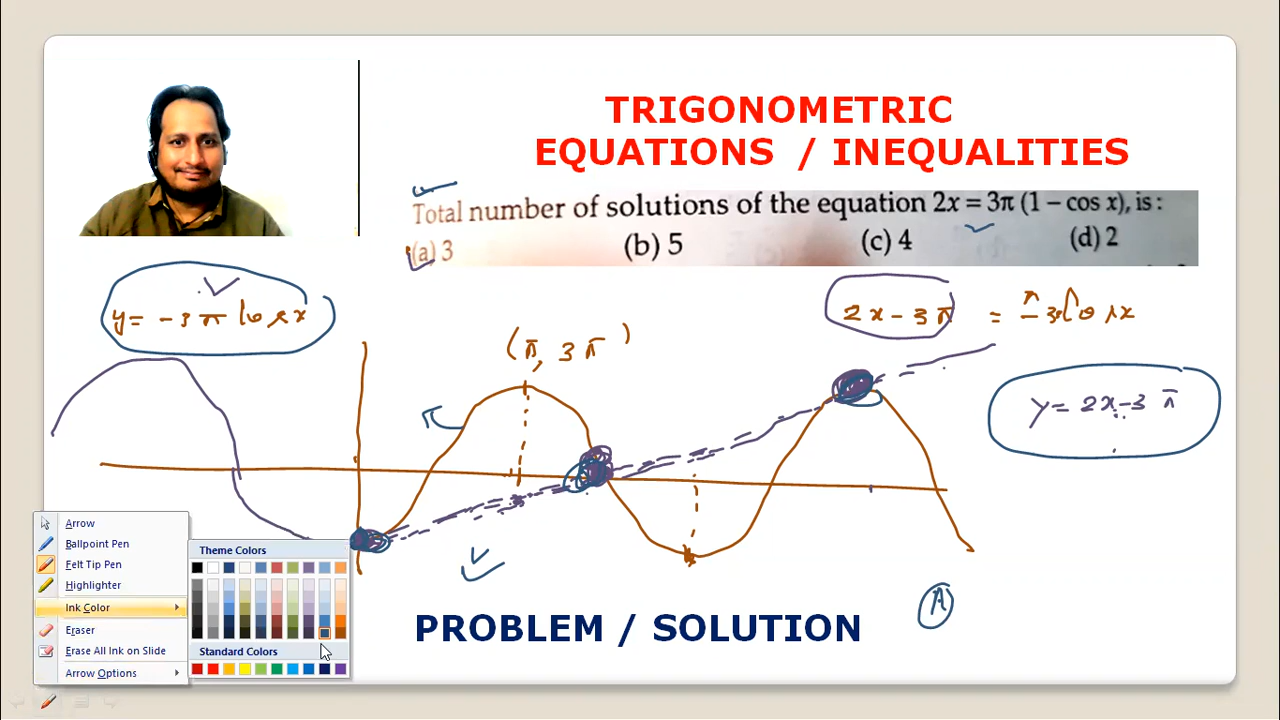 TRIGONOMETRIC
EQUATIONS / INEQUALITIES
Total number of solutions of the equation 2x = 3π (1 – cos x), is :
(a) 3 (b) 5 (c) 4 (d) 2
y = -3π cos x
2x - 3π = -3π cos x
(π, 3π)
y = 2x - 3π
π
Arrow
Ballpoint Pen
Felt Tip Pen
Highlighter
Ink Color
Eraser
Erase All Ink on Slide
Arrow Options
Theme Colors
Standard Colors
A
PROBLEM / SOLUTION